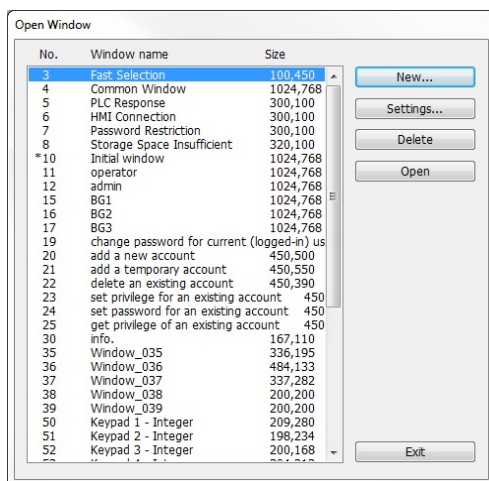 Open Window
No. Window name Size
3 Fast Selection 100,450
4 Common Window 1024,768
5 PLC Response 300,100
6 HMI Connection 300,100
7 Password Restriction 300,100
8 Storage Space Insufficient 320,100
*10 Initial window 1024,768
11 operator 1024,768
12 admin 1024,768
15 BG1 1024,768
16 BG2 1024,768
17 BG3 1024,768
19 change password for current (logged-in) us
20 add a new account 450,500
21 add a temporary account 450,550
22 delete an existing account 450,390
23 set privilege for an existing account 450
24 set password for an existing account 450
25 get privilege of an existing account 450
30 info. 167,110
35 Window_035 336,195
36 Window_036 484,133
37 Window_037 337,282
38 Window_038 200,200
39 Window_039 200,200
50 Keypad 1 - Integer 209,280
51 Keypad 2 - Integer 198,234
52 Keypad 3 - Integer 200,168
New...
Settings...
Delete
Open
Exit